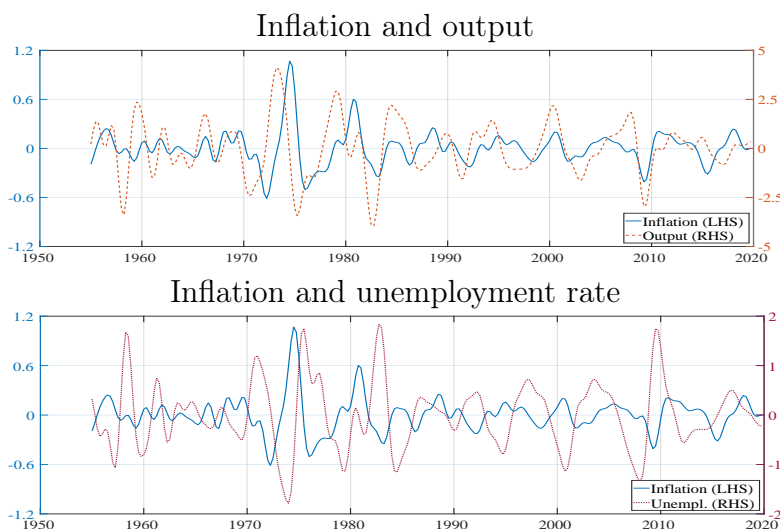 Inflation and output
1.2
0.6
0
-0.6
-1.2
5
2.5
0
-2.5
-5
Inflation (LHS)
Output (RHS)
1950 1960 1970 1980 1990 2000 2010 2020
Inflation and unemployment rate
1.2
0.6
0
-0.6
-1.2
2
1
0
-1
-2
Inflation (LHS)
Unempl. (RHS)
1950 1960 1970 1980 1990 2000 2010 2020